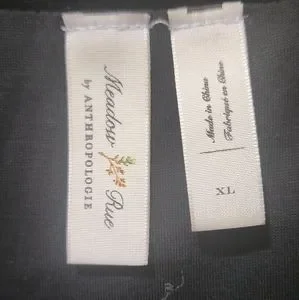 Meadow Rue
by ANTHROPOLOGIE
Made in China
Fabriqué en Chine
XL